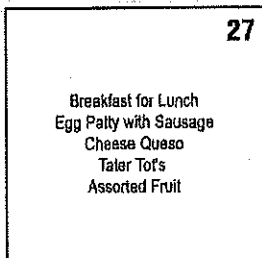 27
Breakfast for Lunch
Egg Patty with Sausage
Cheese Queso
Tater Tot's
Assorted Fruit